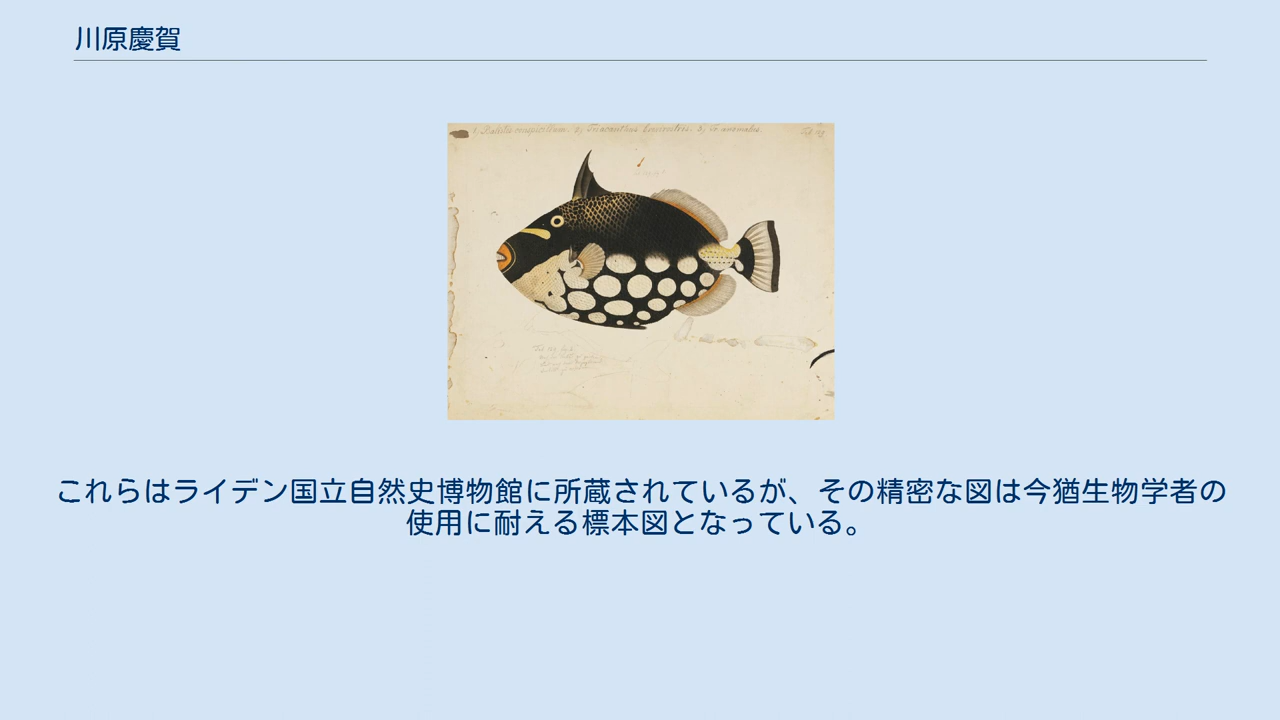 川原慶賀
これらはライデン国立自然史博物館に所蔵されているが、その精密な図は今猶生物学者の
使用に耐える標本図となっている。